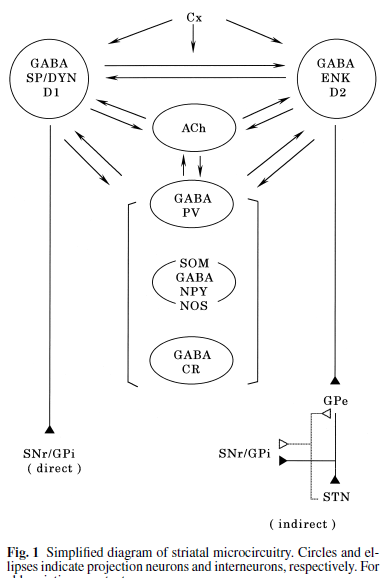 Cx
GABA
SP/DYN
D1
GABA
ENK
D2
ACh
GABA
PV
SOM
GABA
NPY
NOS
GABA
CR
SNr/GPi
( direct )
GPe
SNr/GPi
STN
( indirect )
Fig. 1 Simplified diagram of striatal microcircuitry. Circles and el-
lipses indicate projection neurons and interneurons, respectively. For